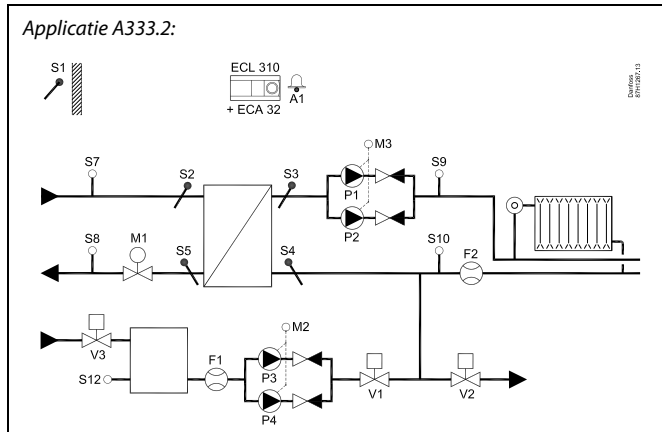 Applicatie A333.2:
S1
ECL 310
A1
+ ECA 32
Danfoss
87H1267.13
M3
S7
S2
S3
P1
S9
P2
S8
M1
S5
S4
S10
F2
M2
V3
F1
P3
S12
V1
V2
P4